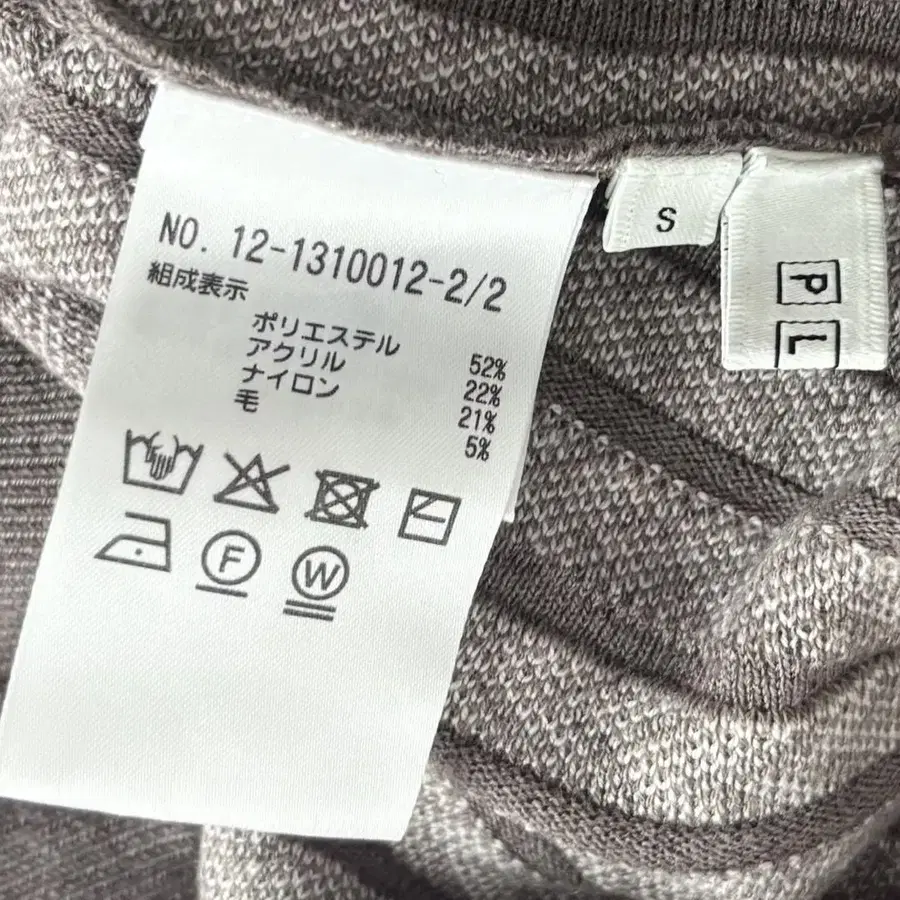 NO. 12-1310012-2/2
組成表示
ポリエステル 52%
アクリル 22%
ナイロン 21%
毛 5%
F
W
S
P
L